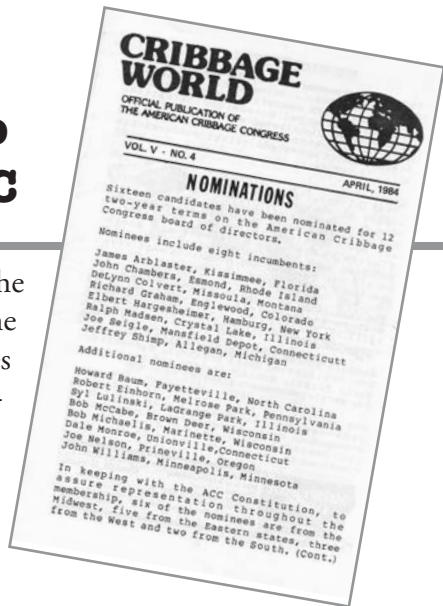 CRIBBAGE
WORLD
OFFICIAL PUBLICATION OF
THE AMERICAN CRIBBAGE CONGRESS
VOL. V - NO. 4
APRIL, 1984
NOMINATIONS
Sixteen candidates have been nominated for 12
two-year terms on the American Cribbage
Congress board of directors.
Nominees include eight incumbents:
James Arblaster, Kissimmee, Florida
John Chambers, Esmond, Rhode Island
DeLynn Colvert, Missoula, Montana
Richard Graham, Englewood, Colorado
Elbert Hargesheimer, Hamburg, New York
Ralph Madsen, Crystal Lake, Illinois
Joe Seigle, Mansfield Depot, Connecticutt
Jeffrey Shimp, Allegan, Michigan
Additional nominees are:
Howard Baum, Fayetteville, North Carolina
Robert Einhorn, Melrose Park, Pennsylvania
Syl Lulinski, LaGrange Park, Illinois
Bob McCabe, Brown Deer, Wisconsin
Bob Michaelis, Marinette, Wisconsin
Dale Monroe, Unionville,Connecticut
Joe Nelson, Prineville, Oregon
John Williams, Minneapolis, Minnesota
In keeping with the ACC Constitution, to
assure representation throughout the
membership, six of the nominees are from the
Midwest, five from the Eastern states, three
from the West and two from the South. (Cont.)